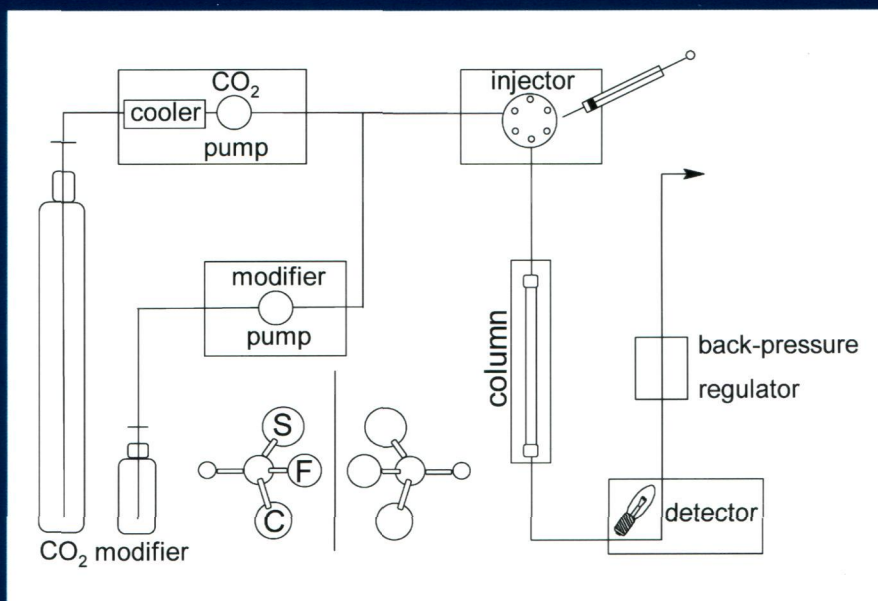 CO2
cooler
pump
injector
modifier
pump
column
back-pressure
regulator
S
F
C
detector
CO2 modifier